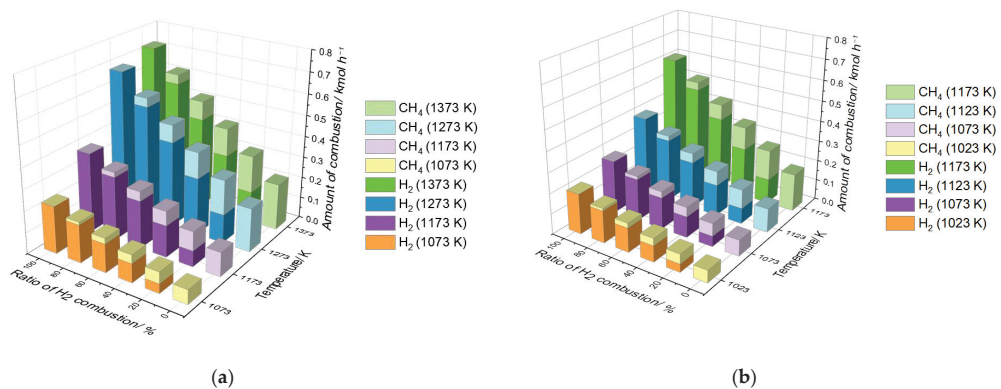 0.8
0.7
0.6
0.5
0.4
0.3
0.2
0.1
0.0
Amount of combustion/ kmol h⁻¹
1373
1273
1173
1073
Temperature/ K
100
80
60
40
20
0
Ratio of H₂ combustion/ %
CH₄ (1373 K)
CH₄ (1273 K)
CH₄ (1173 K)
CH₄ (1073 K)
H₂ (1373 K)
H₂ (1273 K)
H₂ (1173 K)
H₂ (1073 K)
(a)
0.8
0.7
0.6
0.5
0.4
0.3
0.2
0.1
0.0
Amount of combustion/ kmol h⁻¹
1173
1123
1073
1023
Temperature/ K
100
80
60
40
20
0
Ratio of H₂ combustion/ %
CH₄ (1173 K)
CH₄ (1123 K)
CH₄ (1073 K)
CH₄ (1023 K)
H₂ (1173 K)
H₂ (1123 K)
H₂ (1073 K)
H₂ (1023 K)
(b)